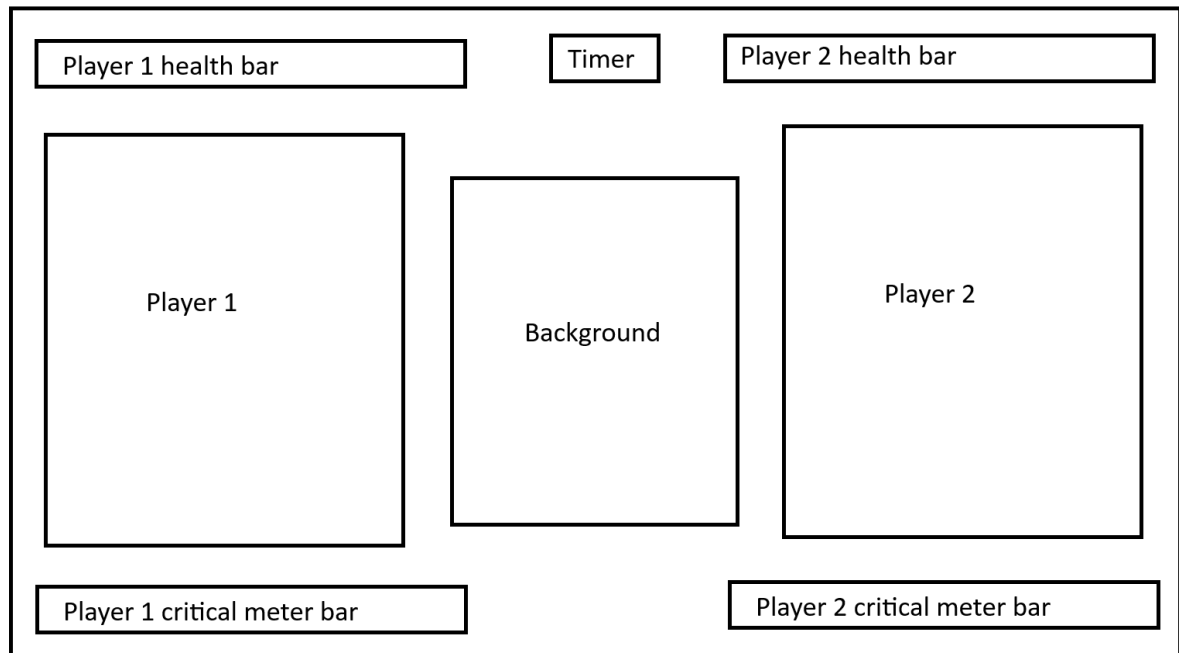 Player 1 health bar
Timer
Player 2 health bar
Player 1
Background
Player 2
Player 1 critical meter bar
Player 2 critical meter bar